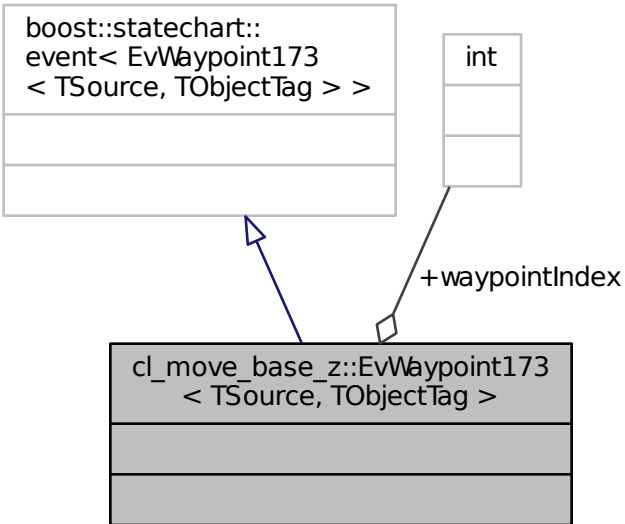 boost::statechart::
event< EvWaypoint173
< TSource, TObjectTag > >
int
+waypointIndex
cl_move_base_z::EvWaypoint173
< TSource, TObjectTag >